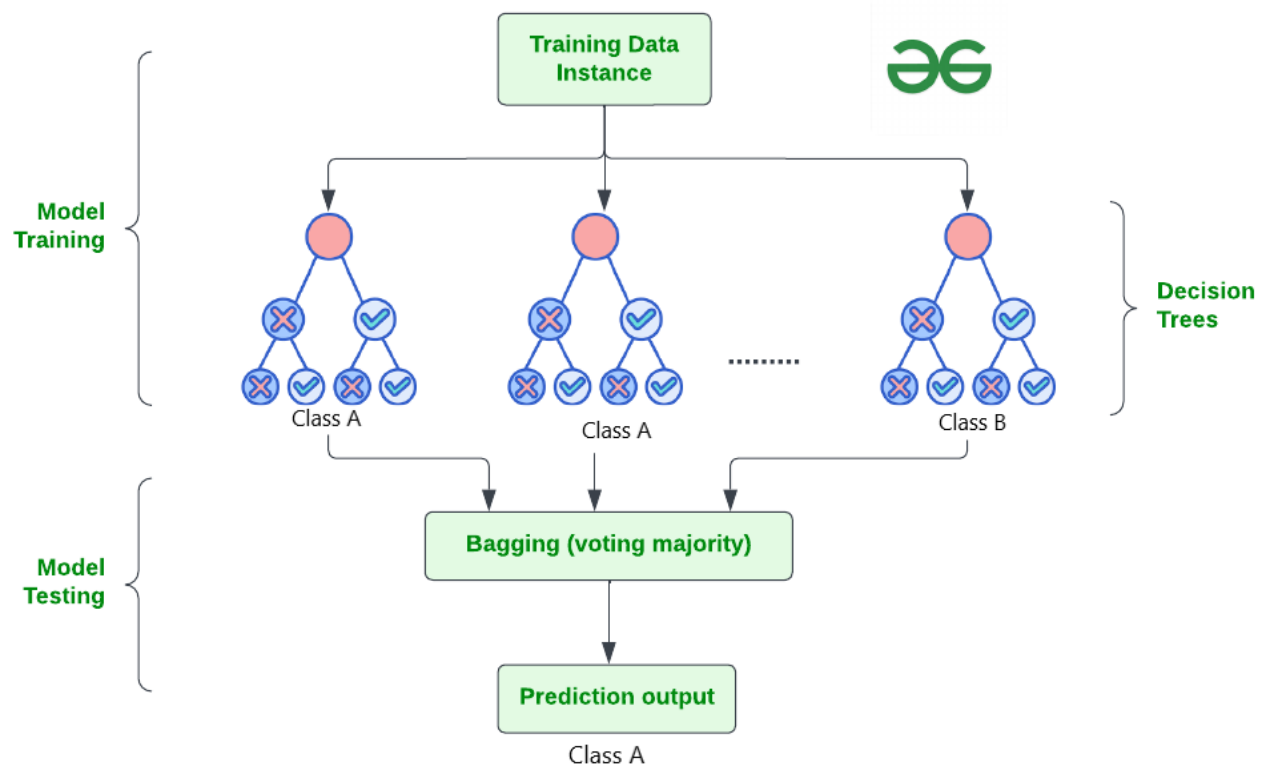 Training Data
Instance
Model
Training
Decision
Trees
.........
Class A
Class A
Class B
Bagging (voting majority)
Model
Testing
Prediction output
Class A